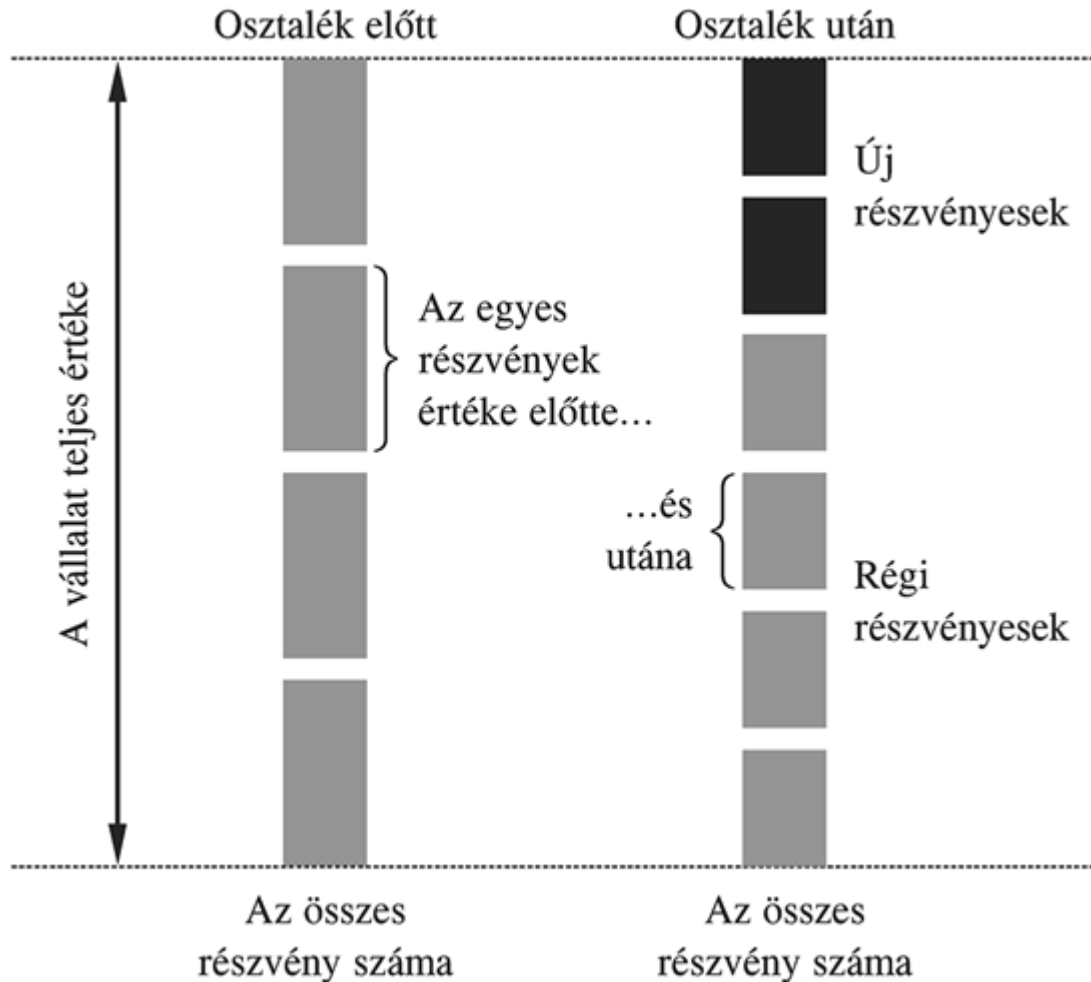 Osztalék előtt
Osztalék után
A vállalat teljes értéke
Az egyes
részvények
értéke előtte…
Új
részvényesek
…és
utána
Régi
részvényesek
Az összes
részvény száma
Az összes
részvény száma